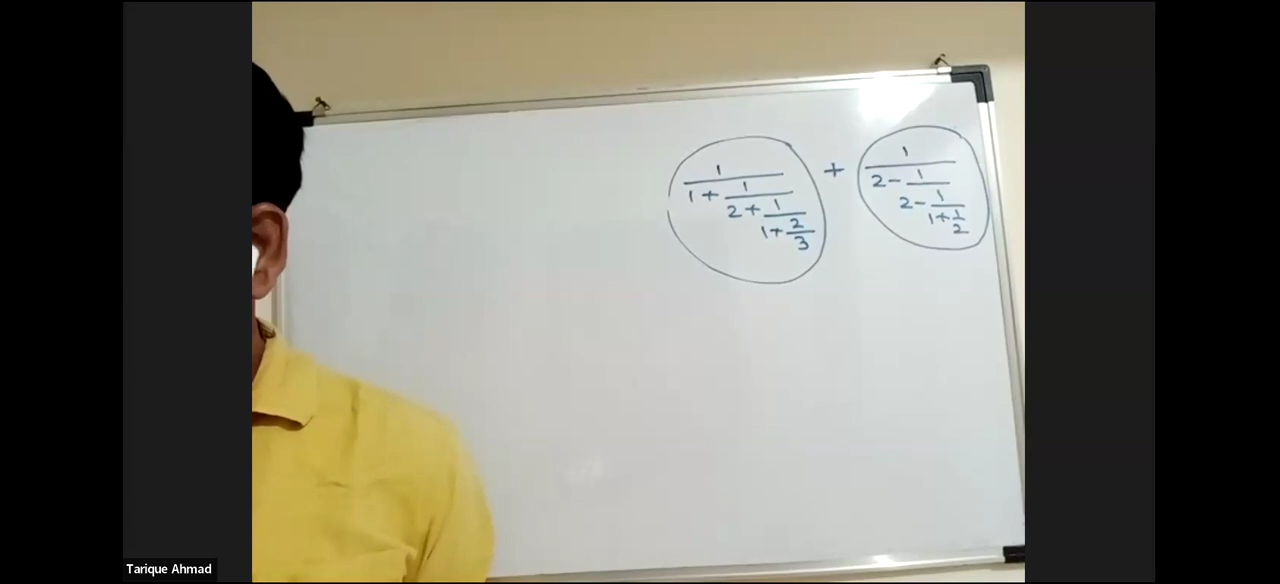 1 + 1
1 + 1 2 - 1
2 + 1 2 - 1
1 + 2 1 + 1
3 2
Tarique Ahmad